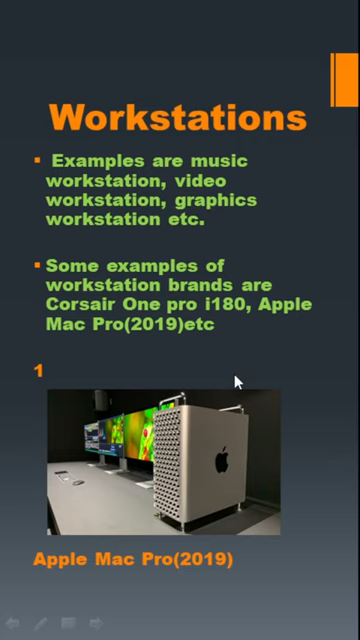 Workstations
Examples are music
workstation, video
workstation, graphics
workstation etc.
Some examples of
workstation brands are
Corsair One pro i180, Apple
Mac Pro(2019)etc
1
Apple Mac Pro(2019)